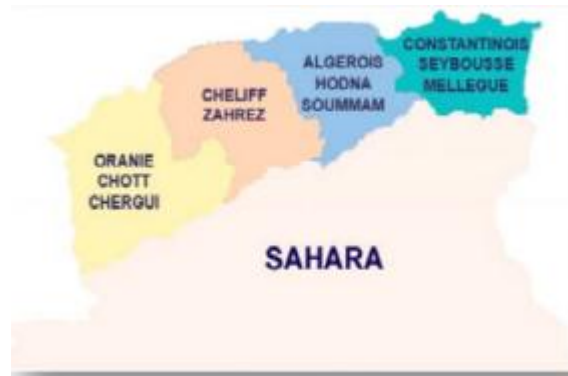 CONSTANTINOIS
SEYBOUSSE
MELLEGUE
ALGEROIS
HODNA
SOUMMAM
CHELIFF
ZAHREZ
ORANIE
CHOTT
CHERGUI
SAHARA